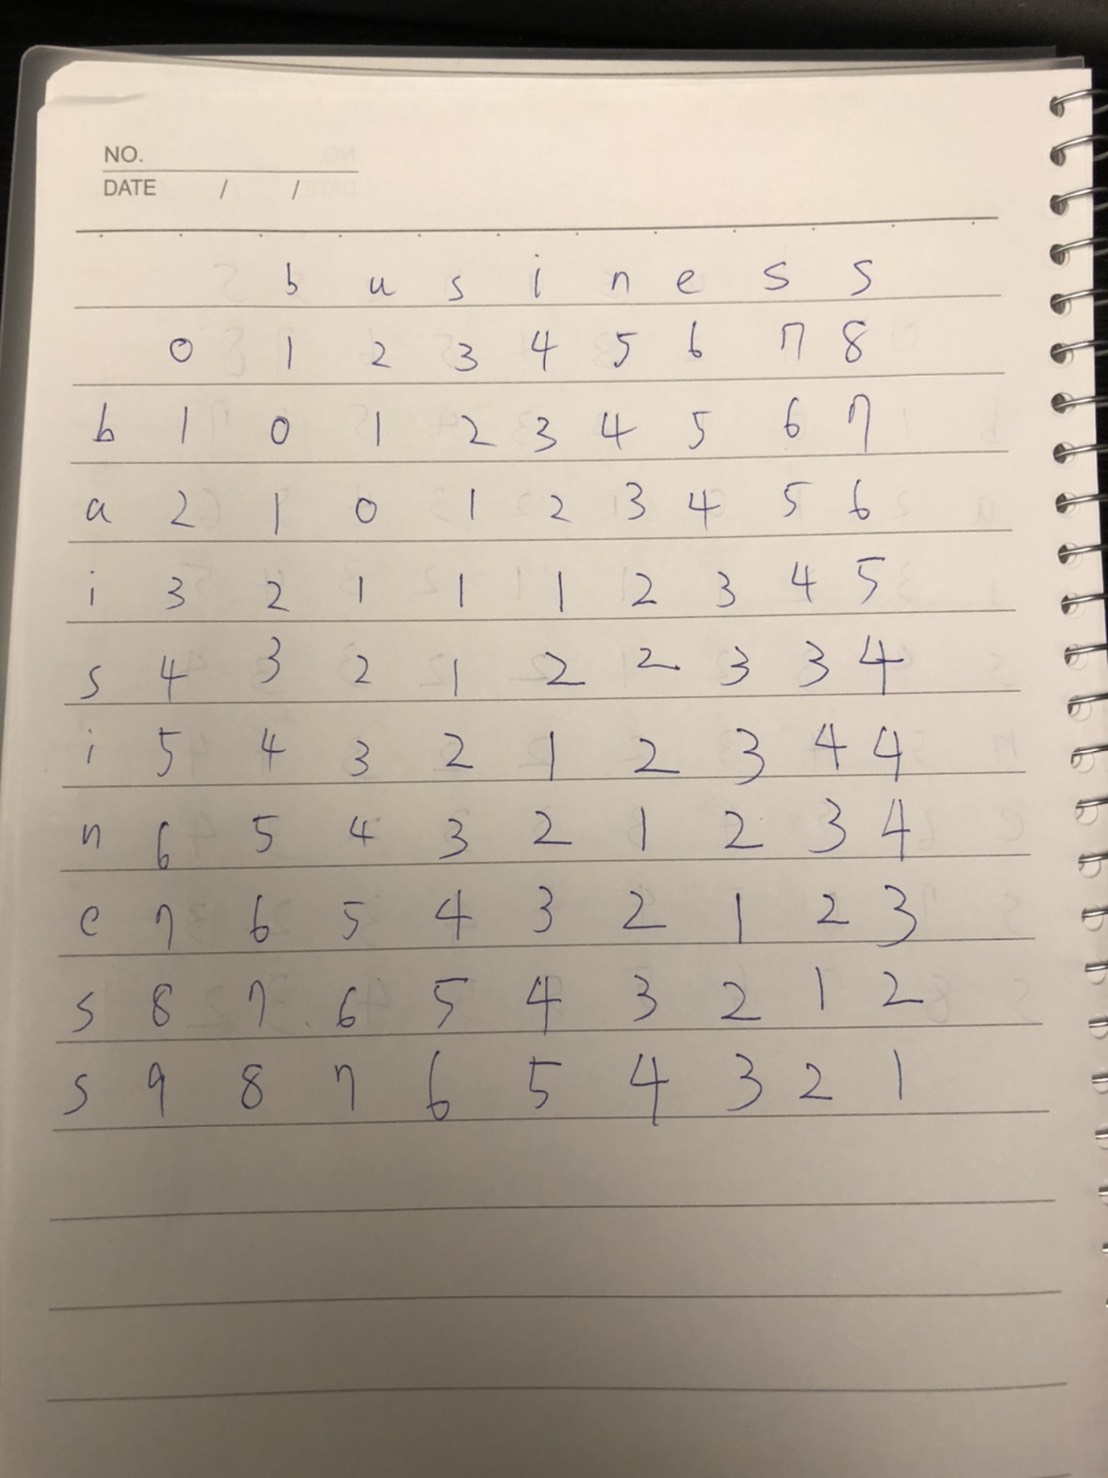 NO.
DATE / /
b u s i n e s s
0 1 2 3 4 5 6 7 8
b 1 0 1 2 3 4 5 6 7
a 2 1 0 1 2 3 4 5 6
i 3 2 1 1 1 2 3 4 5
s 4 3 2 1 2 2 3 3 4
i 5 4 3 2 1 2 3 4 4
n 6 5 4 3 2 1 2 3 4
e 7 6 5 4 3 2 1 2 3
s 8 7 6 5 4 3 2 1 2
s 9 8 7 6 5 4 3 2 1